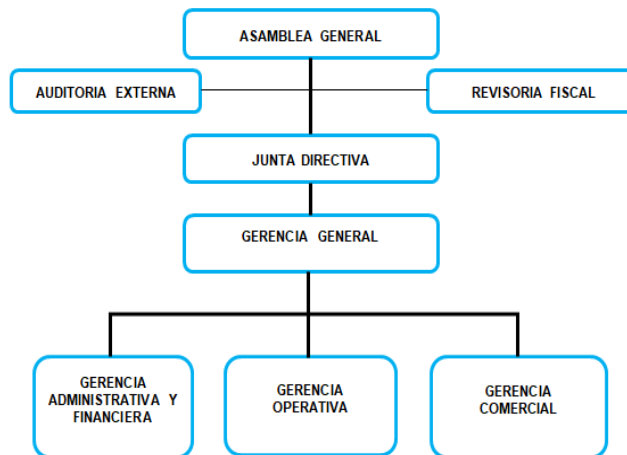 ASAMBLEA GENERAL
AUDITORIA EXTERNA
REVISORIA FISCAL
JUNTA DIRECTIVA
GERENCIA GENERAL
GERENCIA
ADMINISTRATIVA Y
FINANCIERA
GERENCIA
OPERATIVA
GERENCIA
COMERCIAL